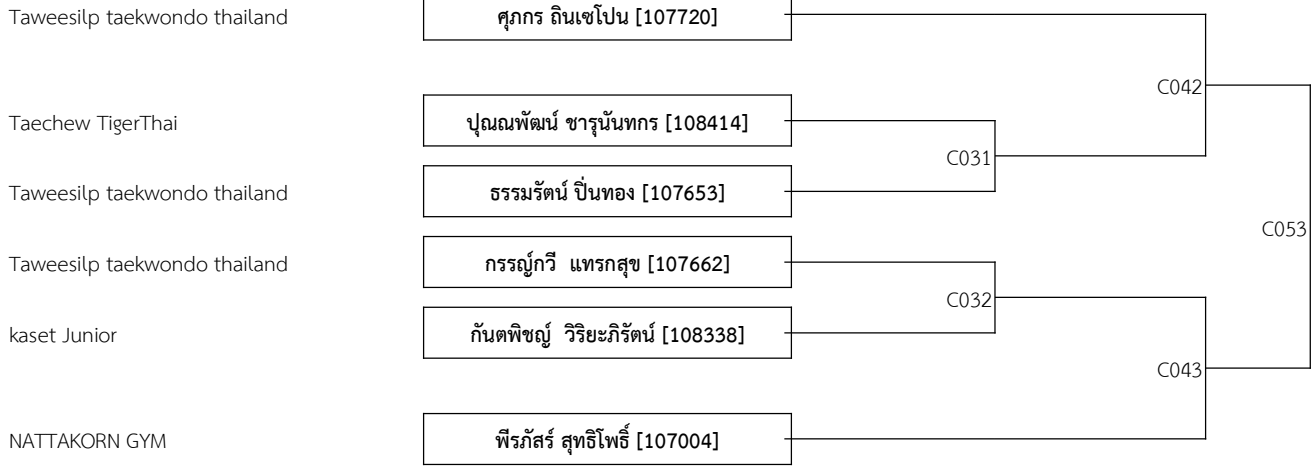 Taweesilp taekwondo thailand ศุภกร ถินเซโปน [107720]
C042
Taechew TigerThai ปุณณพัฒน์ ชารุนันทกร [108414]
C031
Taweesilp taekwondo thailand ธรรมรัตน์ ปิ่นทอง [107653]
C053
Taweesilp taekwondo thailand กรรญ์กวี แทรกสุข [107662]
C032
kaset Junior กันตพิชญ์ วิริยะภิรัตน์ [108338]
C043
NATTAKORN GYM พีรภัสร์ สุทธิโพธิ์ [107004]